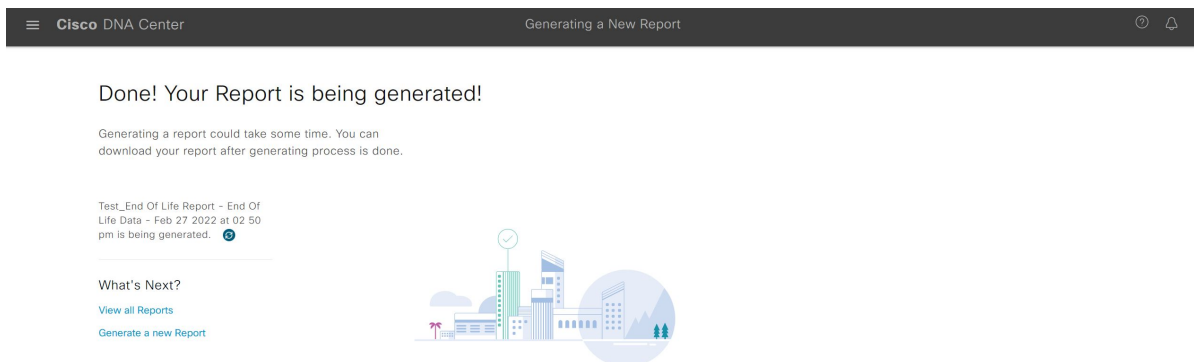 Cisco DNA Center
Generating a New Report
Done! Your Report is being generated!
Generating a report could take some time. You can
download your report after generating process is done.
Test_End Of Life Report - End Of
Life Data - Feb 27 2022 at 02 50
pm is being generated.
What's Next?
View all Reports
Generate a new Report